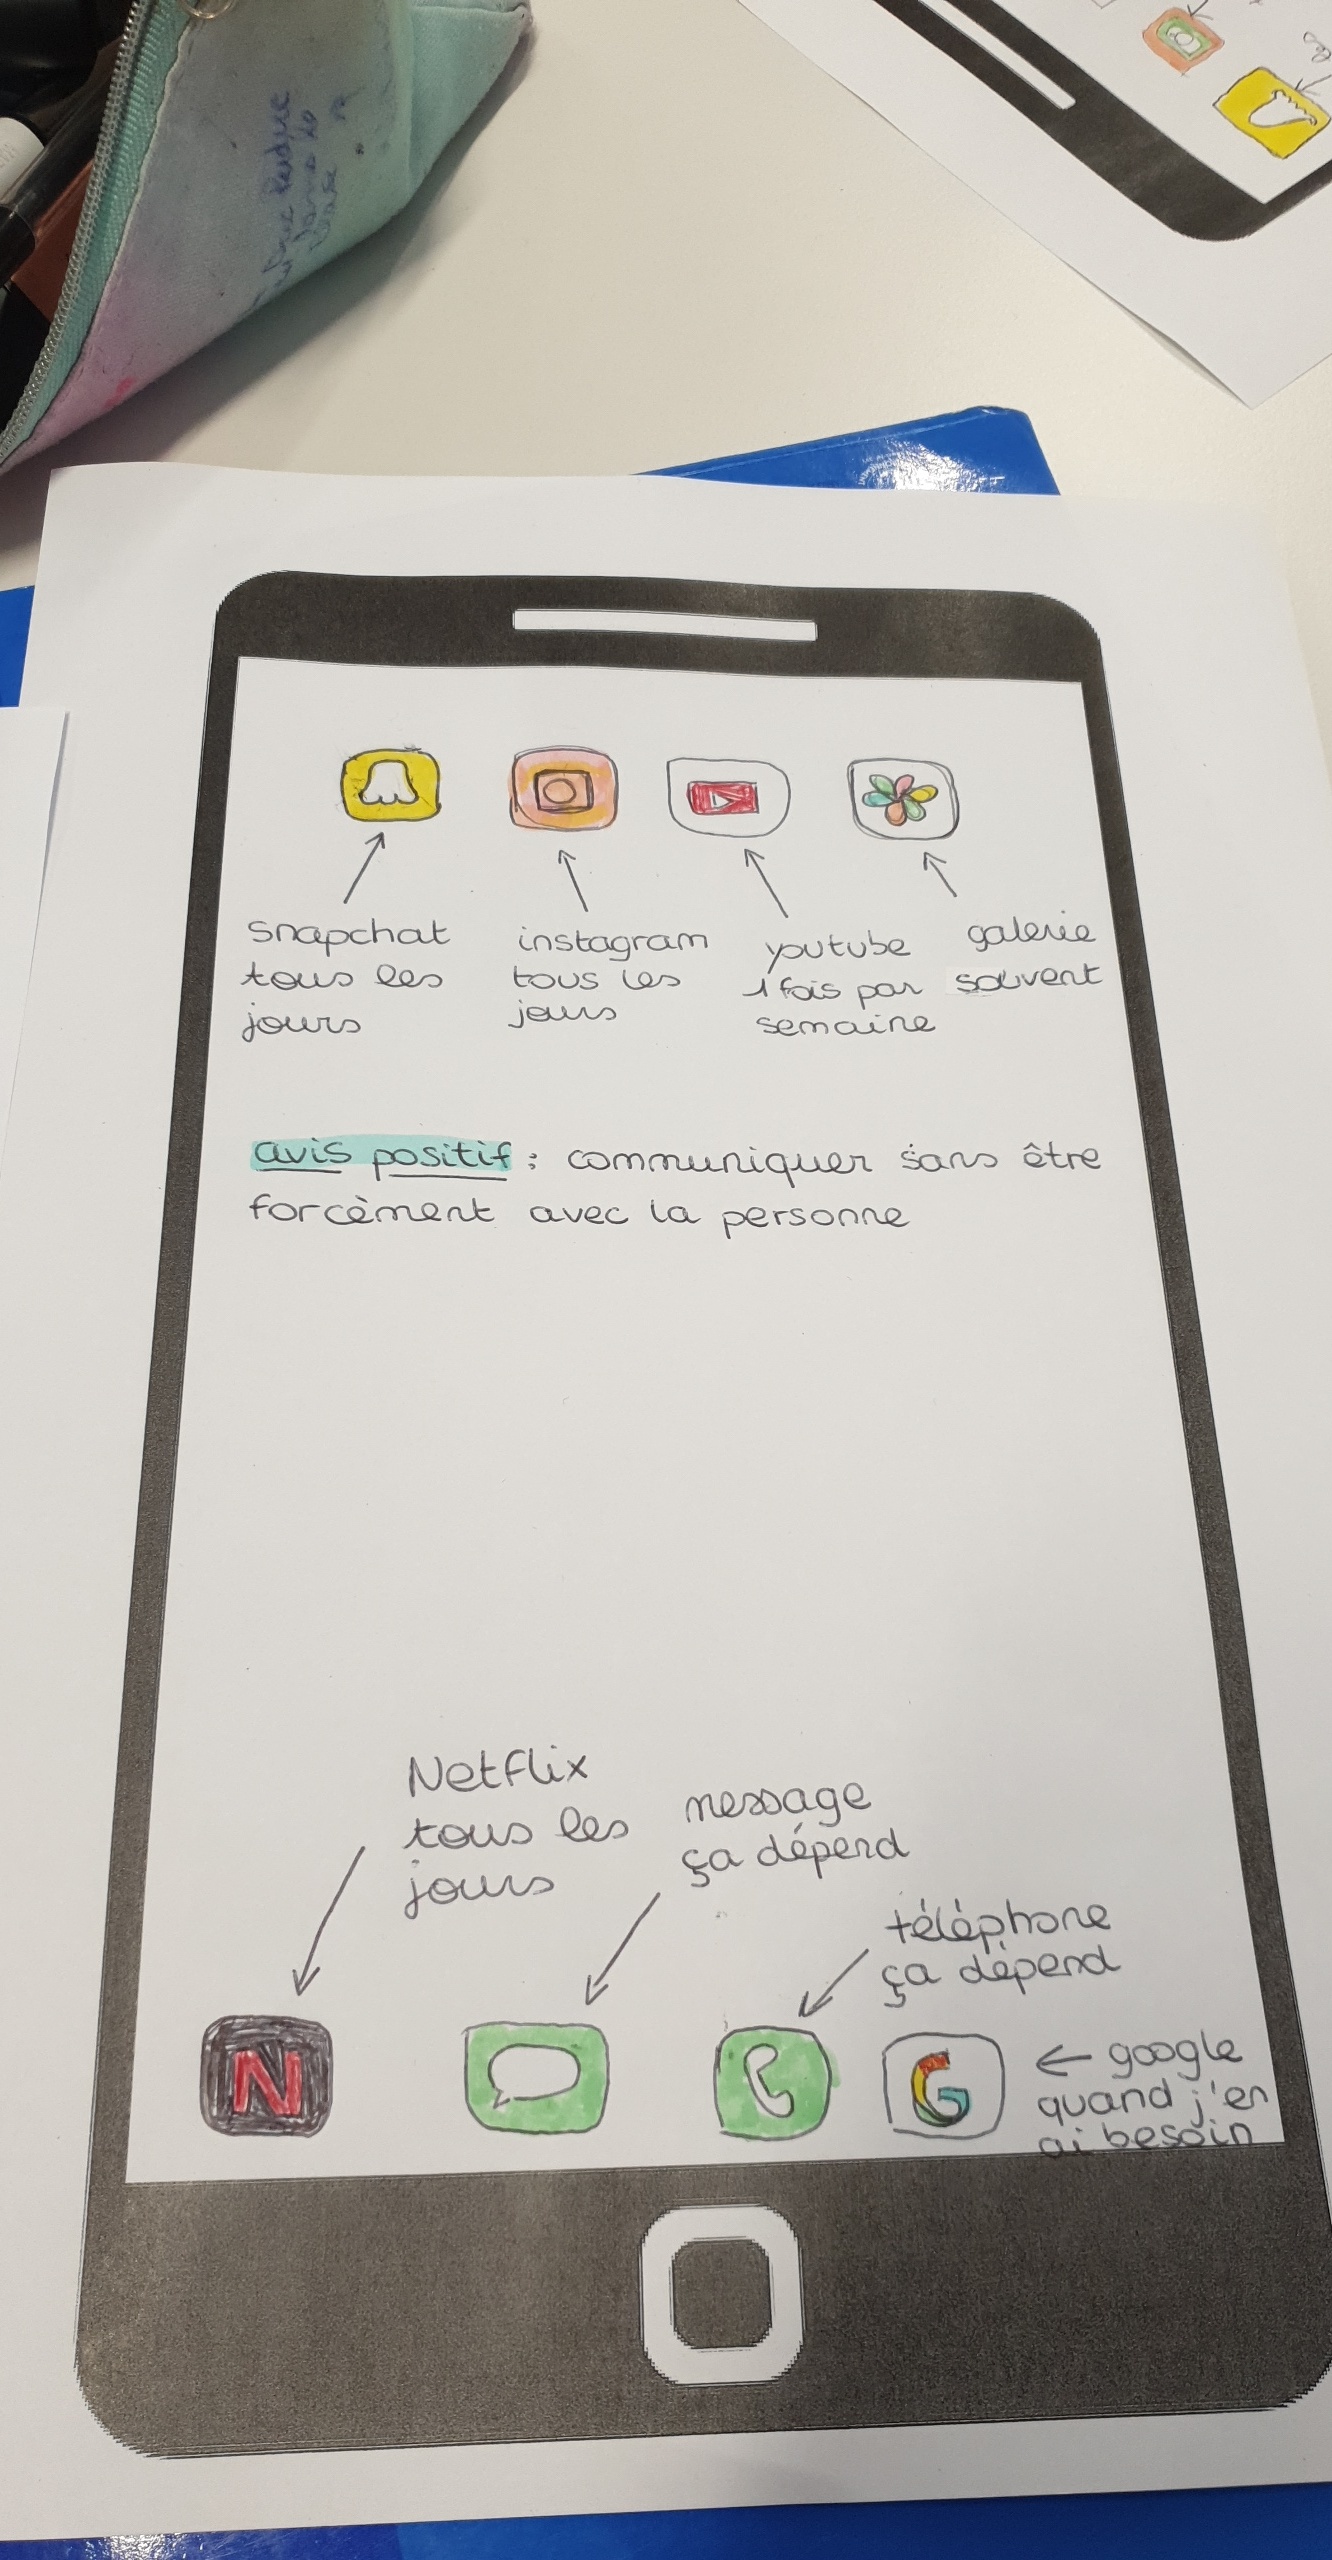 snapchat
tous les
jours
instagram
tous les
jours
youtube
1 fois par
semaine
galerie
souvent
avis positif : communiquer sans être
forcèment avec la personne
Netflix
tous les
jours
message
ça dépend
téléphone
ça dépend
N
G
← google
quand j'en
ai besoin